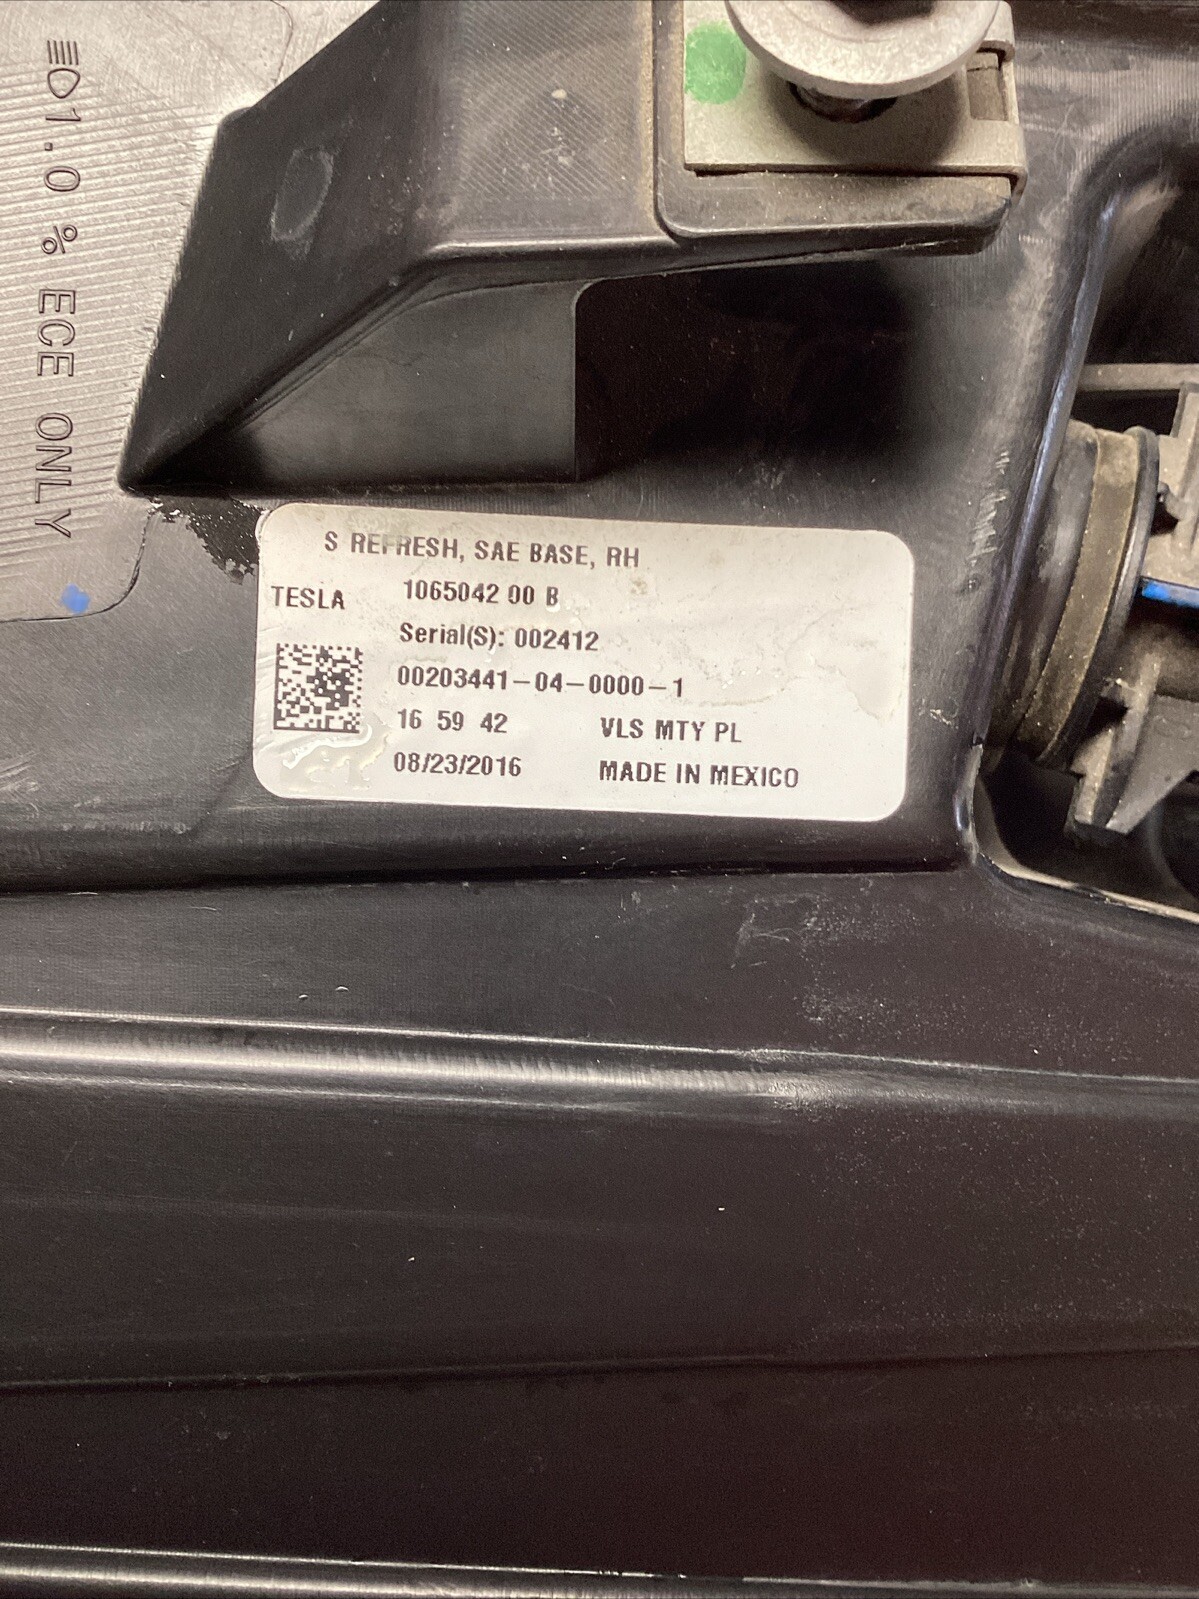 1.0 % ECE ONLY
S REFRESH, SAE BASE, RH
TESLA 1065042 00 B
Serial(S): 002412
00203441-04-0000-1
16 59 42 VLS MTY PL
08/23/2016 MADE IN MEXICO